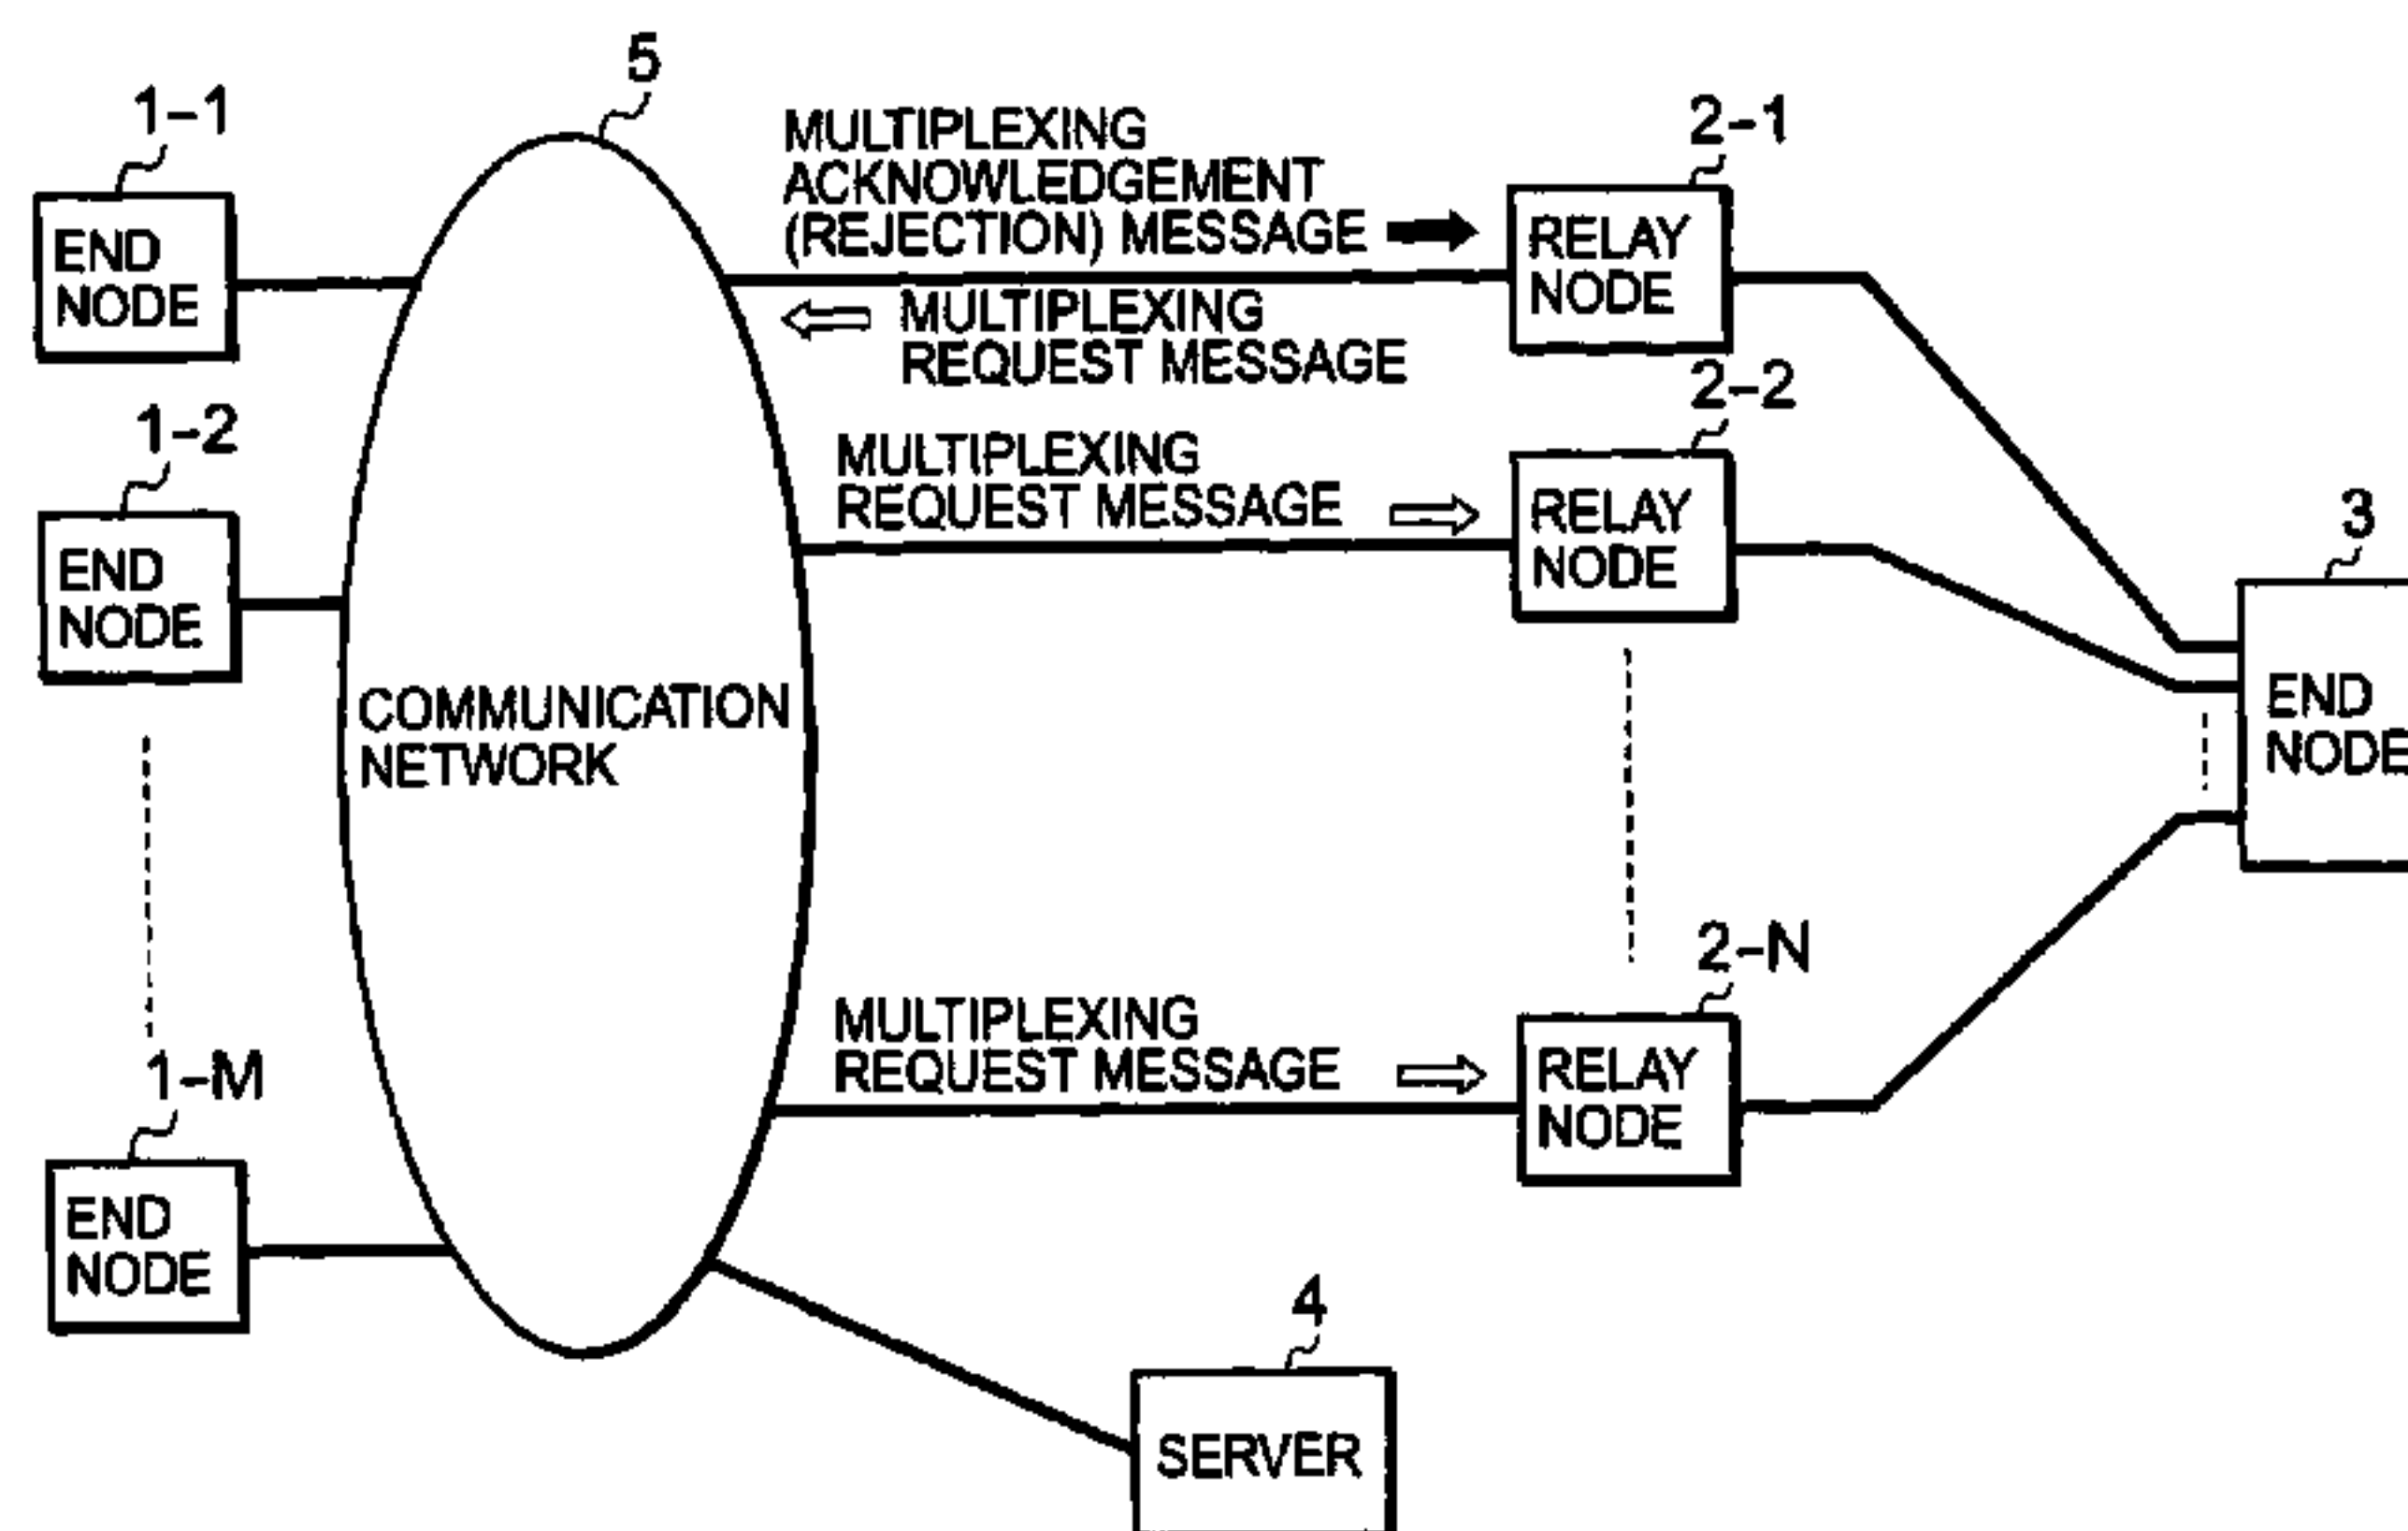 5
1-1
MULTIPLEXING
ACKNOWLEDGEMENT
(REJECTION) MESSAGE
2-1
END
NODE
RELAY
NODE
MULTIPLEXING
REQUEST MESSAGE
2-2
1-2
MULTIPLEXING
REQUEST MESSAGE
RELAY
NODE
3
END
NODE
COMMUNICATION
NETWORK
END
NODE
2-N
MULTIPLEXING
REQUEST MESSAGE
RELAY
NODE
1-M
END
NODE
4
SERVER